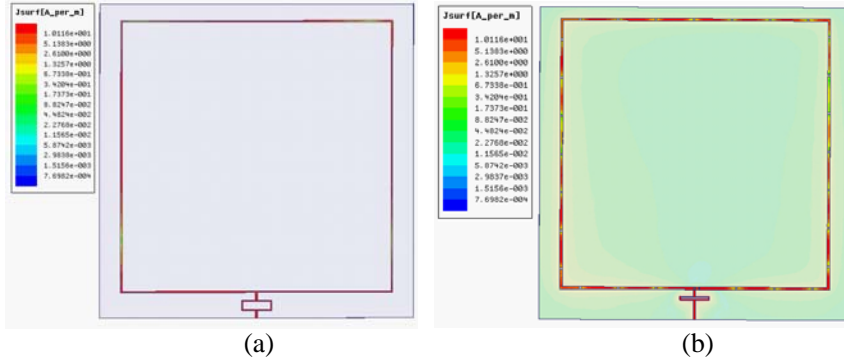 Jsurf[A_per_m]
1.0116e+001
5.1383e+000
2.6100e+000
1.3257e+000
6.7338e-001
3.4204e-001
1.7373e-001
8.8247e-002
4.4824e-002
2.2768e-002
1.1565e-002
5.8742e-003
2.9838e-003
1.5156e-003
7.6982e-004
(a)
Jsurf[A_per_m]
1.0116e+001
5.1383e+000
2.6100e+000
1.3257e+000
6.7338e-001
3.4204e-001
1.7373e-001
8.8247e-002
4.4824e-002
2.2768e-002
1.1565e-002
5.8742e-003
2.9837e-003
1.5156e-003
7.6982e-004
(b)